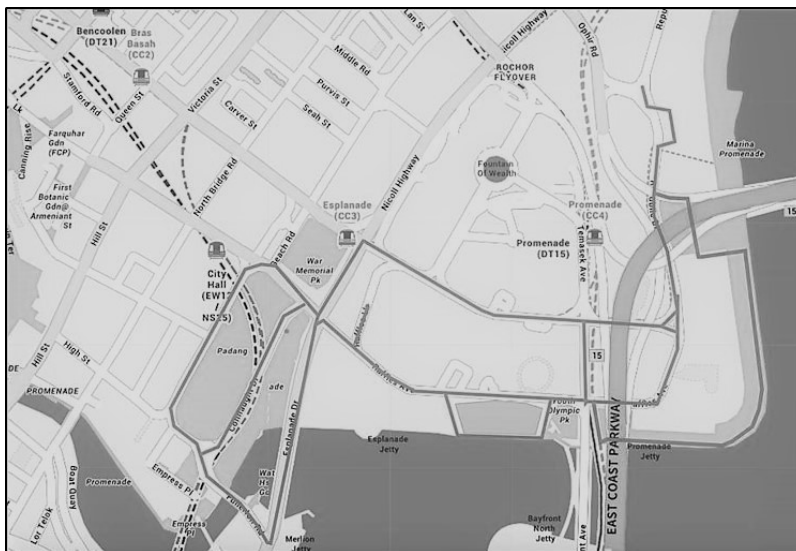 Bencoolen
(DT21)
Bras
Basah
(CC2)
Stamford Rd
Queen St
Victoria St
Carver St
Middle Rd
Purvis St
Seah St
Lan St
Nicoll Highway
ROCHOR
FLYOVER
Ophir Rd
Marina
Promenade
Lk
Canning Rise
Farquhar
Gdn
(FCP)
First
Botanic
Gdn@
Armeniant
St
Hill St
North Bridge Rd
Beach Rd
Esplanade
(CC3)
Nicoll Highway
Fountain
Of Wealth
Promenade
(CC4)
Promenade
(DT15)
Temasek Ave
15
War
Memorial
Pk
City
Hall
Padang
High St
Hill St
PROMENADE
Raffles Ave
15
Esplanade Dr
Esplanade
Jetty
Olympic
Pk
Promenade
Jetty
EAST COAST PARKWAY
Promenade
Boat Quay
Lor Telok
Empress Pl
Empress
Pl
Merlion
Jetty
Bayfront
North Jetty